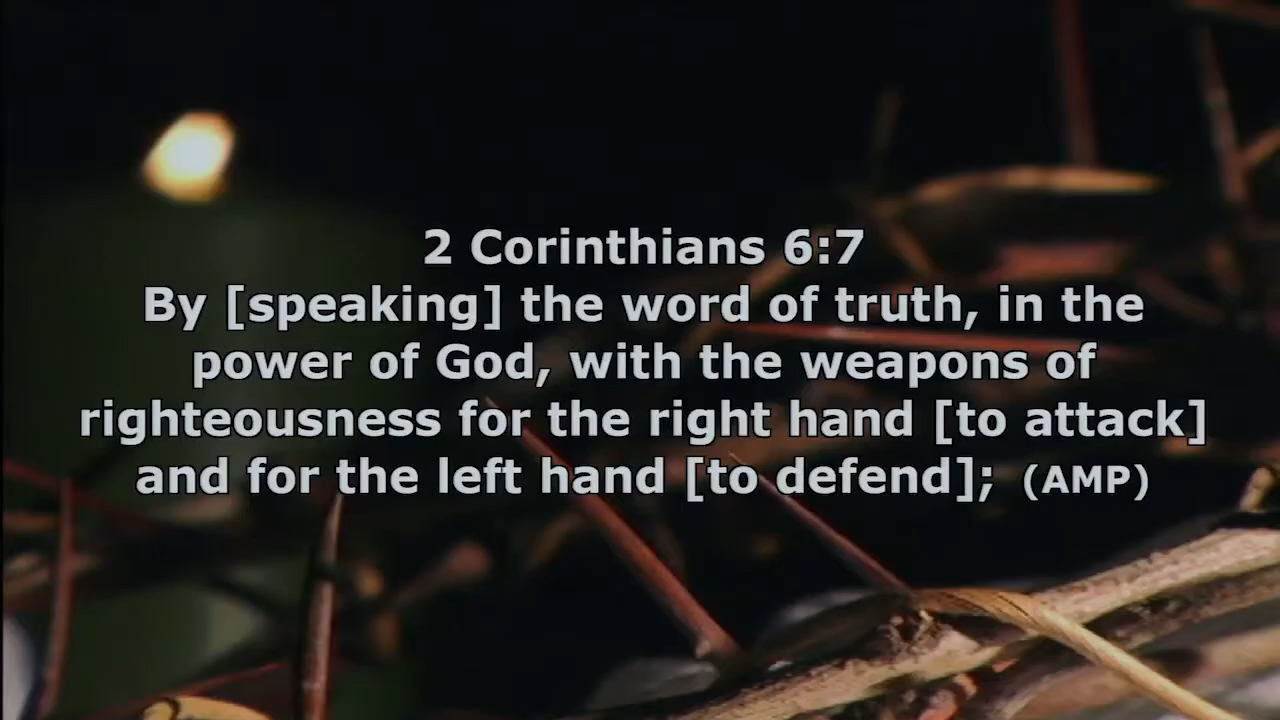 2 Corinthians 6:7
By [speaking] the word of truth, in the
power of God, with the weapons of
righteousness for the right hand [to attack]
and for the left hand [to defend]; (AMP)